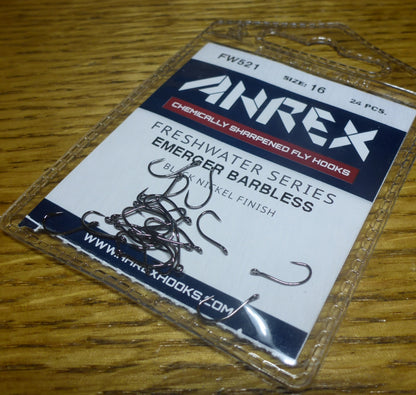 FW521 SIZE: 16 24 PCS.
AHREX
CHEMICALLY SHARPENED FLY HOOKS
FRESHWATER SERIES
EMERGER BARBLESS
BLACK NICKEL FINISH
WWW.AHREXHOOKS.COM